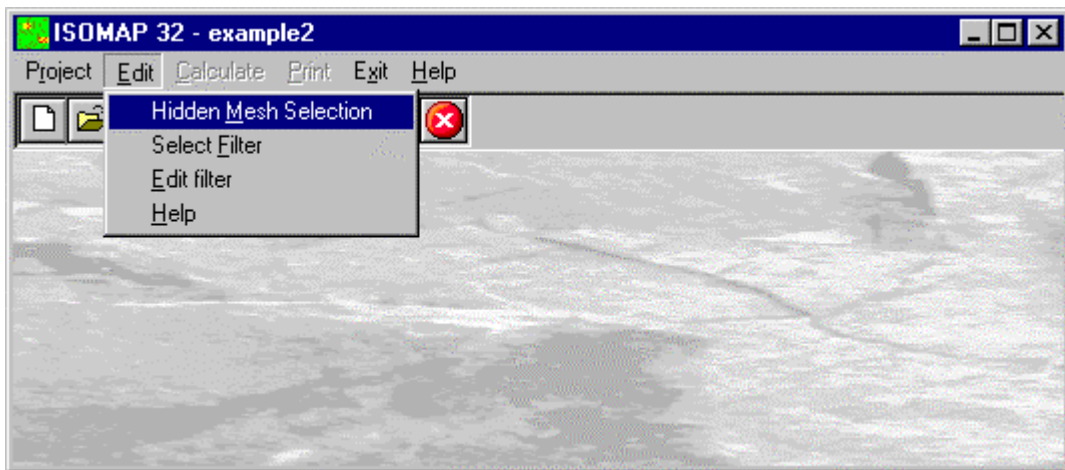 ISOMAP 32 - example2
Project Edit Calculate Print Exit Help
Hidden Mesh Selection
Select Filter
Edit filter
Help